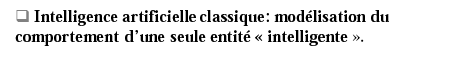 ❑ Intelligence artificielle classique: modélisation du
comportement d'une seule entité « intelligente ».